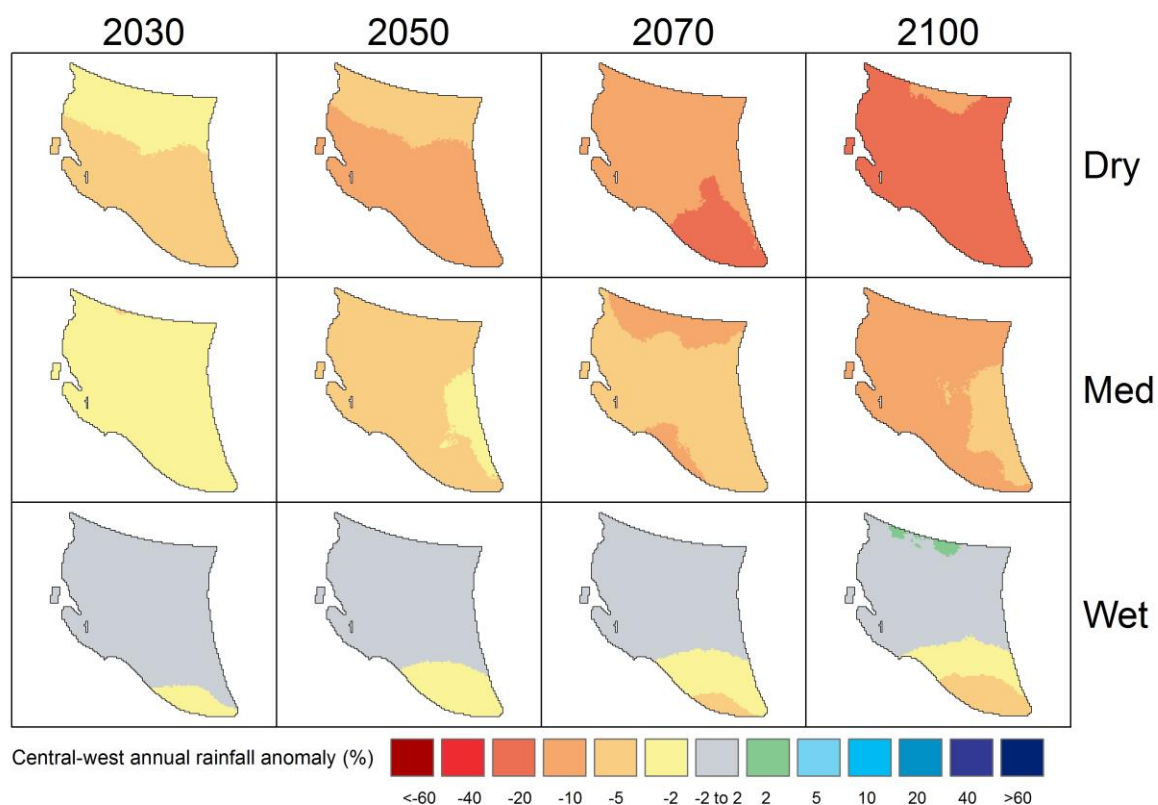 2030 2050 2070 2100
Dry
Med
Wet
Central-west annual rainfall anomaly (%)
<-60 -40 -20 -10 -5 -2 -2 to 2 2 5 10 20 40 >60